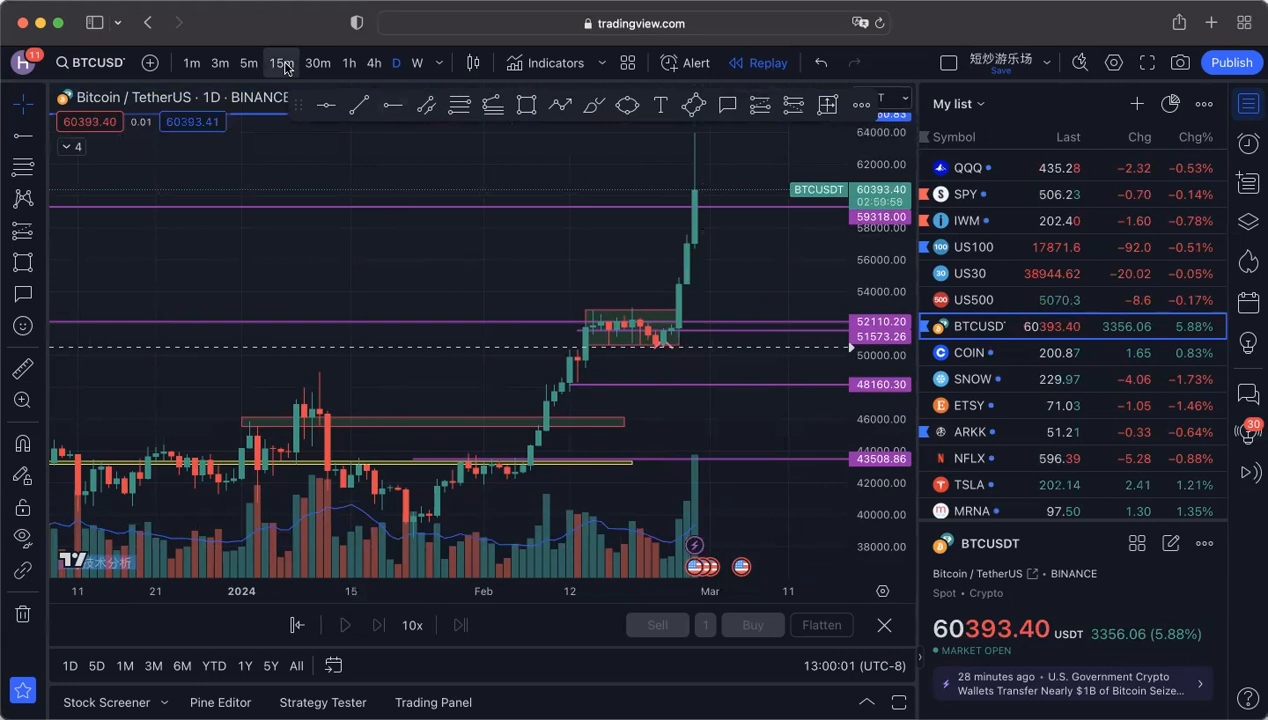 tradingview.com
H 11
BTCUSD
1m 3m 5m 15m 30m 1h 4h D W
Indicators
Alert
Replay
短炒游乐场
Save
Publish
Bitcoin / TetherUS · 1D · BINANCE
60393.40 0.01 60393.41
4
T
64000.00
62000.00
BTCUSDT 60393.40
02:59:58
59318.00
58000.00
56000.00
54000.00
52110.20
51573.26
50000.00
48160.30
46000.00
43508.86
42000.00
40000.00
38000.00
技术分析
11 21 2024 15 Feb 12 Mar 11
10x
Sell 1 Buy Flatten
1D 5D 1M 3M 6M YTD 1Y 5Y All
13:00:01 (UTC-8)
Stock Screener Pine Editor Strategy Tester Trading Panel
My list
Symbol Last Chg Chg%
QQQ 435.28 −2.32 −0.53%
S SPY 506.23 −0.70 −0.14%
IWM 202.40 −1.60 −0.78%
100 US100 17871.6 −92.0 −0.51%
30 US30 38944.62 −20.02 −0.05%
500 US500 5070.3 −8.6 −0.17%
BTCUSD 60393.40 3356.06 5.88%
COIN 200.87 1.65 0.83%
SNOW 229.97 −4.06 −1.73%
ETSY 71.03 −1.05 −1.46%
ARKK 51.21 −0.33 −0.64%
NFLX 596.39 −5.28 −0.88%
TSLA 202.14 2.41 1.21%
MRNA 97.50 1.30 1.35%
BTCUSDT
Bitcoin / TetherUS • BINANCE
Spot • Crypto
60393.40 USDT 3356.06 (5.88%)
MARKET OPEN
28 minutes ago • U.S. Government Crypto
Wallets Transfer Nearly $1B of Bitcoin Seize...
30